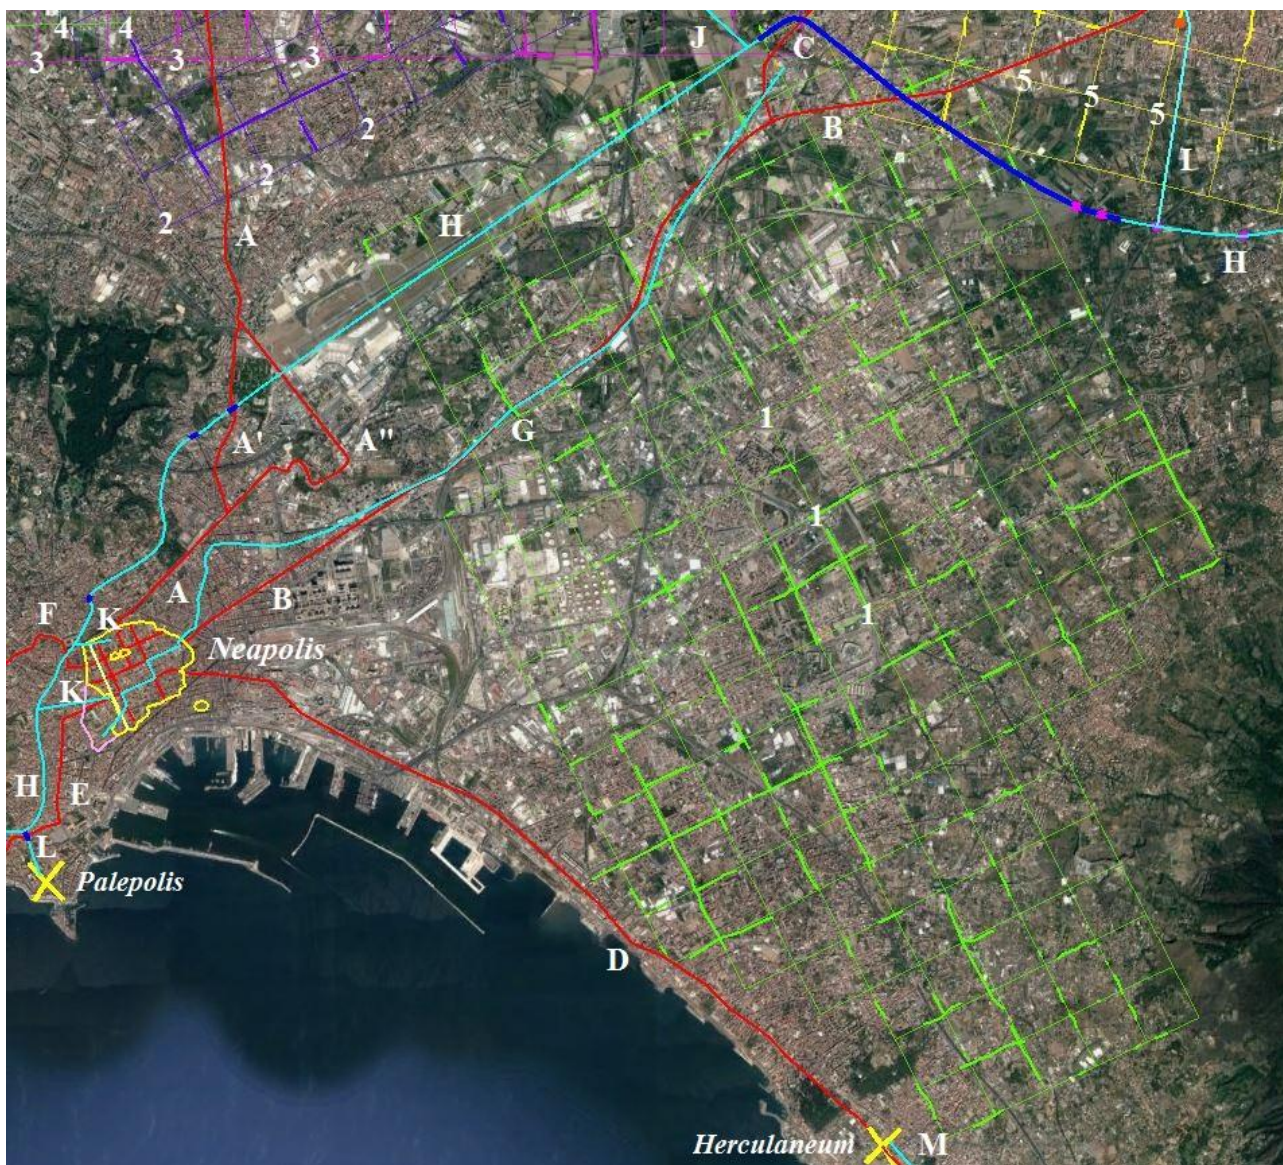 4 4
3 3 3 J C
5 5 5
2 B
2
L
2 A H H
1
A' A'' G
1
F K A B 1
Neapolis
K
H E
L
Palepolis
D
Herculaneum M